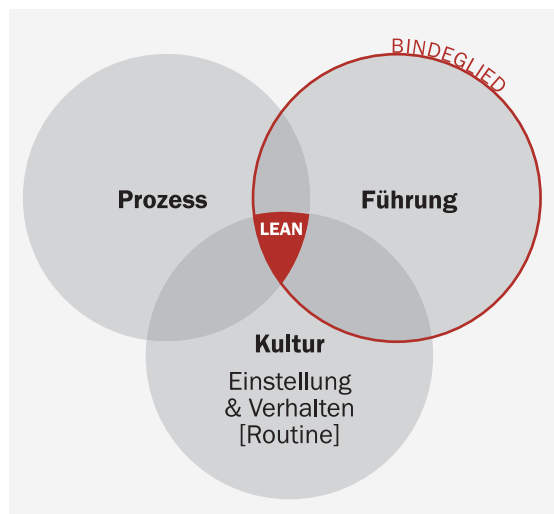 BINDEGLIED
Prozess
Führung
LEAN
Kultur
Einstellung
& Verhalten
[Routine]